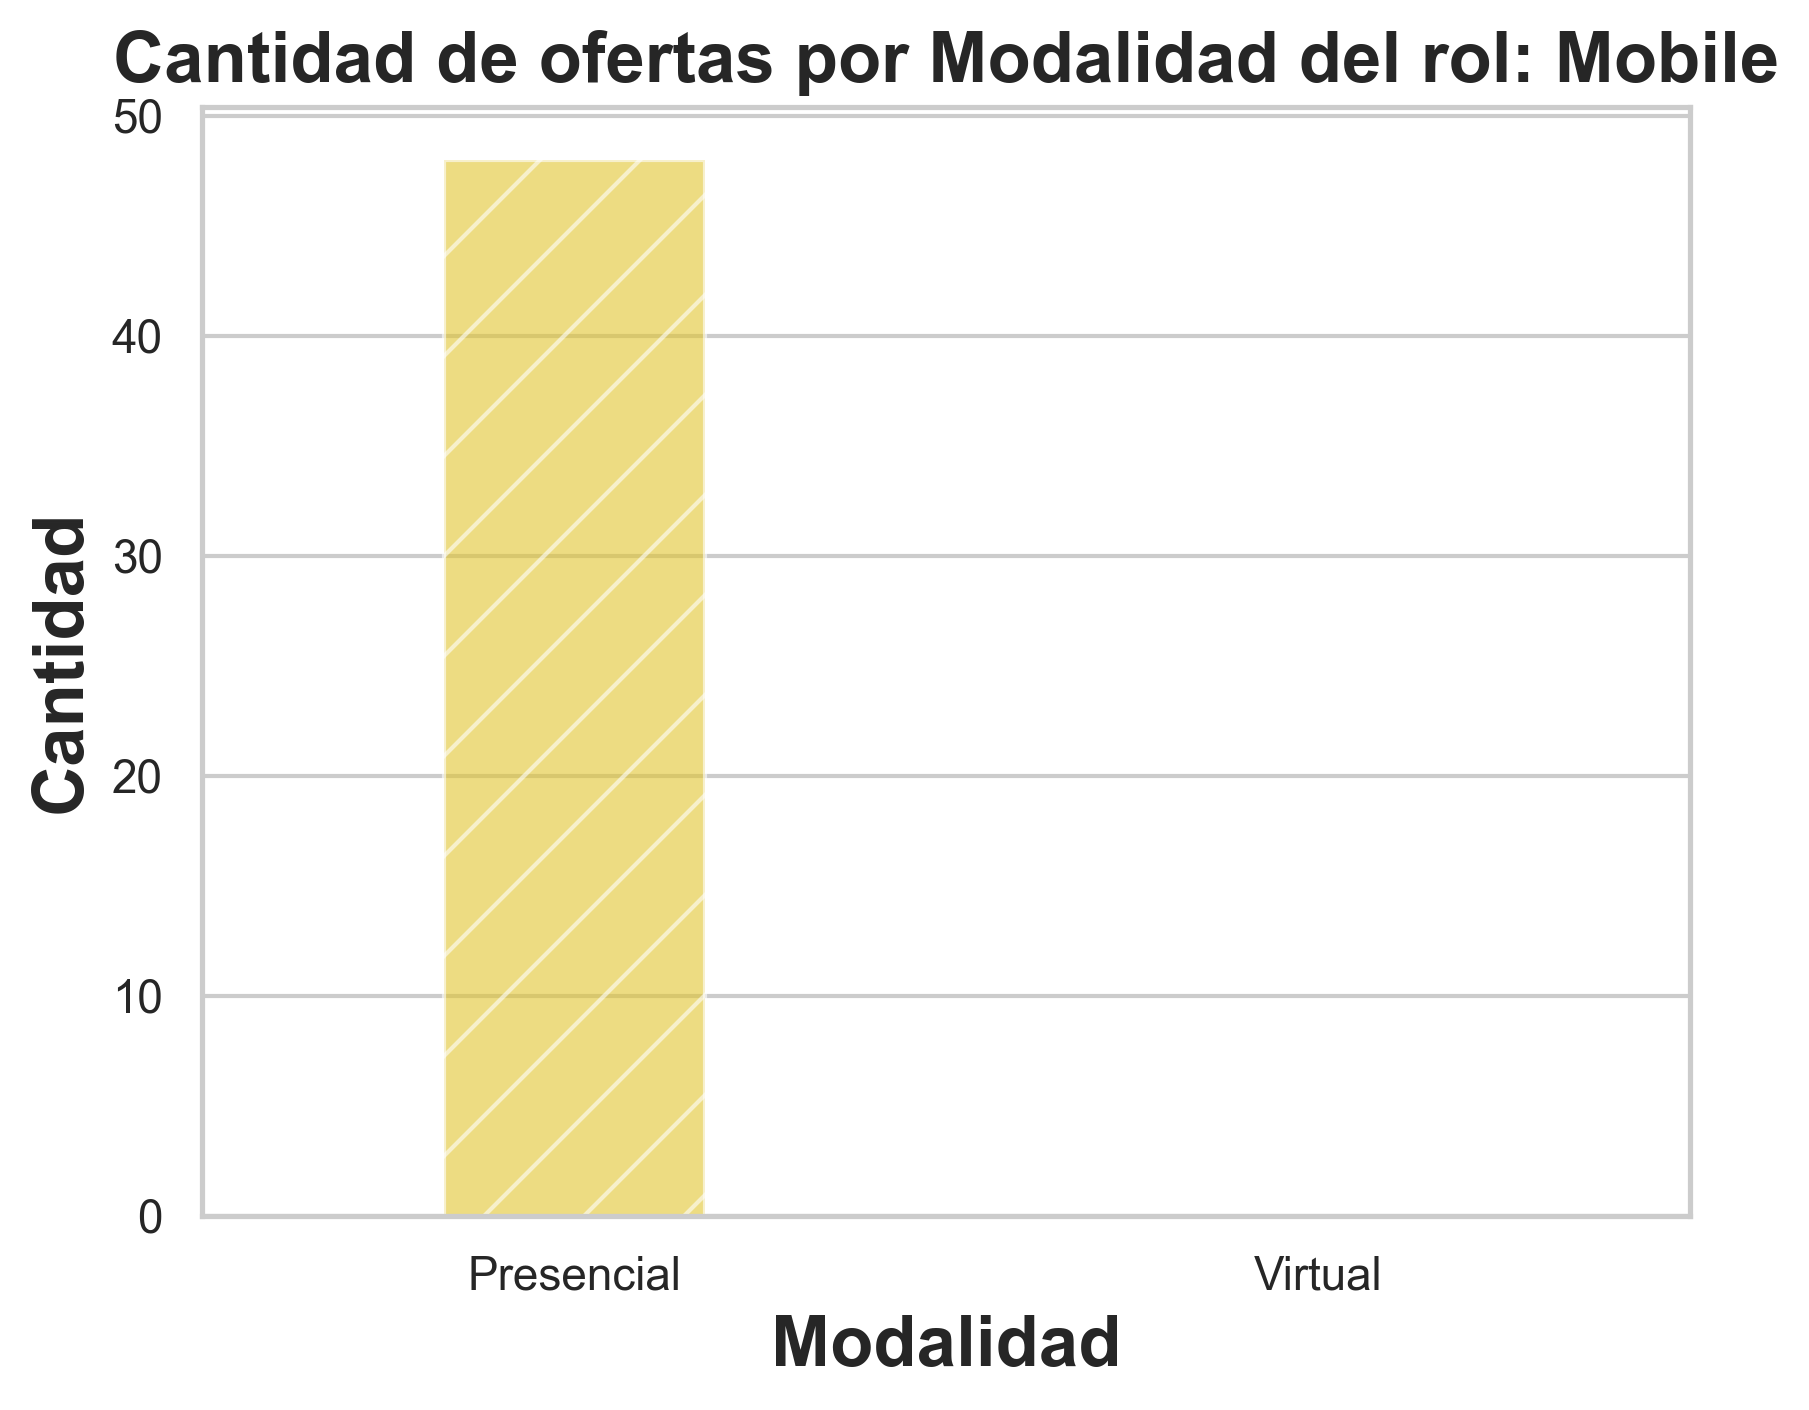 Cantidad de ofertas por Modalidad del rol: Mobile
50
40
30
20
10
0
Cantidad
Presencial
Virtual
Modalidad